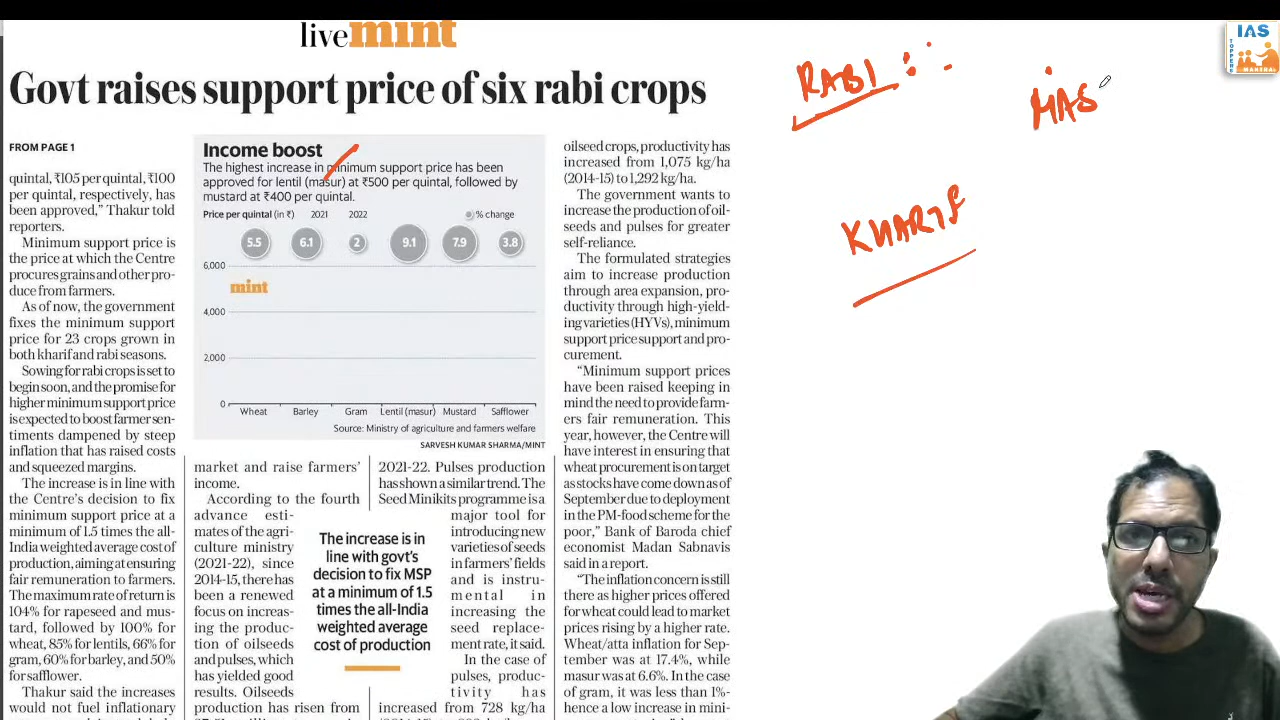 livemint
Govt raises support price of six rabi crops
FROM PAGE 1
quintal, ₹105 per quintal, ₹100
per quintal, respectively, has
been approved,” Thakur told
reporters.
Minimum support price is
the price at which the Centre
procures grains and other pro-
duce from farmers.
As of now, the government
fixes the minimum support
price for 23 crops grown in
both kharif and rabi seasons.
Sowing for rabi crops is set to
begin soon, and the promise for
higher minimum support price
is expected to boost farmer sen-
timents dampened by steep
inflation that has raised costs
and squeezed margins.
The increase is in line with
the Centre’s decision to fix
minimum support price at a
minimum of 1.5 times the all-
India weighted average cost of
production, aiming at ensuring
fair remuneration to farmers.
The maximum rate of return is
104% for rapeseed and mus-
tard, followed by 100% for
wheat, 85% for lentils, 66% for
gram, 60% for barley, and 50%
for safflower.
Thakur said the increases
would not fuel inflationary
Income boost
The highest increase in minimum support price has been
approved for lentil (masur) at ₹500 per quintal, followed by
mustard at ₹400 per quintal.
Price per quintal (in ₹) 2021 2022 % change
5.5 6.1 2 9.1 7.9 3.8
6,000
mint
4,000
2,000
0
Wheat Barley Gram Lentil (masur) Mustard Safflower
Source: Ministry of agriculture and farmers welfare
SARVESH KUMAR SHARMA/MINT
market and raise farmers’
income.
According to the fourth
advance esti-
mates of the agri-
culture ministry
(2021-22), since
2014-15, there has
been a renewed
focus on increas-
ing the produc-
tion of oilseeds
and pulses, which
has yielded good
results. Oilseeds
production has risen from
The increase is in
line with govt’s
decision to fix MSP
at a minimum of 1.5
times the all-India
weighted average
cost of production
2021-22. Pulses production
has shown a similar trend. The
Seed Minikits programme is a
major tool for
introducing new
varieties of seeds
in farmers’ fields
and is instru-
mental in
increasing the
seed replace-
ment rate, it said.
In the case of
pulses, produc-
tivity has
increased from 728 kg/ha
oilseed crops, productivity has
increased from 1,075 kg/ha
(2014-15) to 1,292 kg/ha.
The government wants to
increase the production of oil-
seeds and pulses for greater
self-reliance.
The formulated strategies
aim to increase production
through area expansion, pro-
ductivity through high-yield-
ing varieties (HYVs), minimum
support price support and pro-
curement.
“Minimum support prices
have been raised keeping in
mind the need to provide farm-
ers fair remuneration. This
year, however, the Centre will
have interest in ensuring that
wheat procurement is on target
as stocks have come down as of
September due to deployment
in the PM-food scheme for the
poor,” Bank of Baroda chief
economist Madan Sabnavis
said in a report.
“The inflation concern is still
there as higher prices offered
for wheat could lead to market
prices rising by a higher rate.
Wheat/atta inflation for Sep-
tember was at 17.4%, while
masur was at 6.6%. In the case
of gram, it was less than 1%-
hence a low increase in mini-
RABI
MAS
KHARIF
IAS
TOPPERS
MANTRA